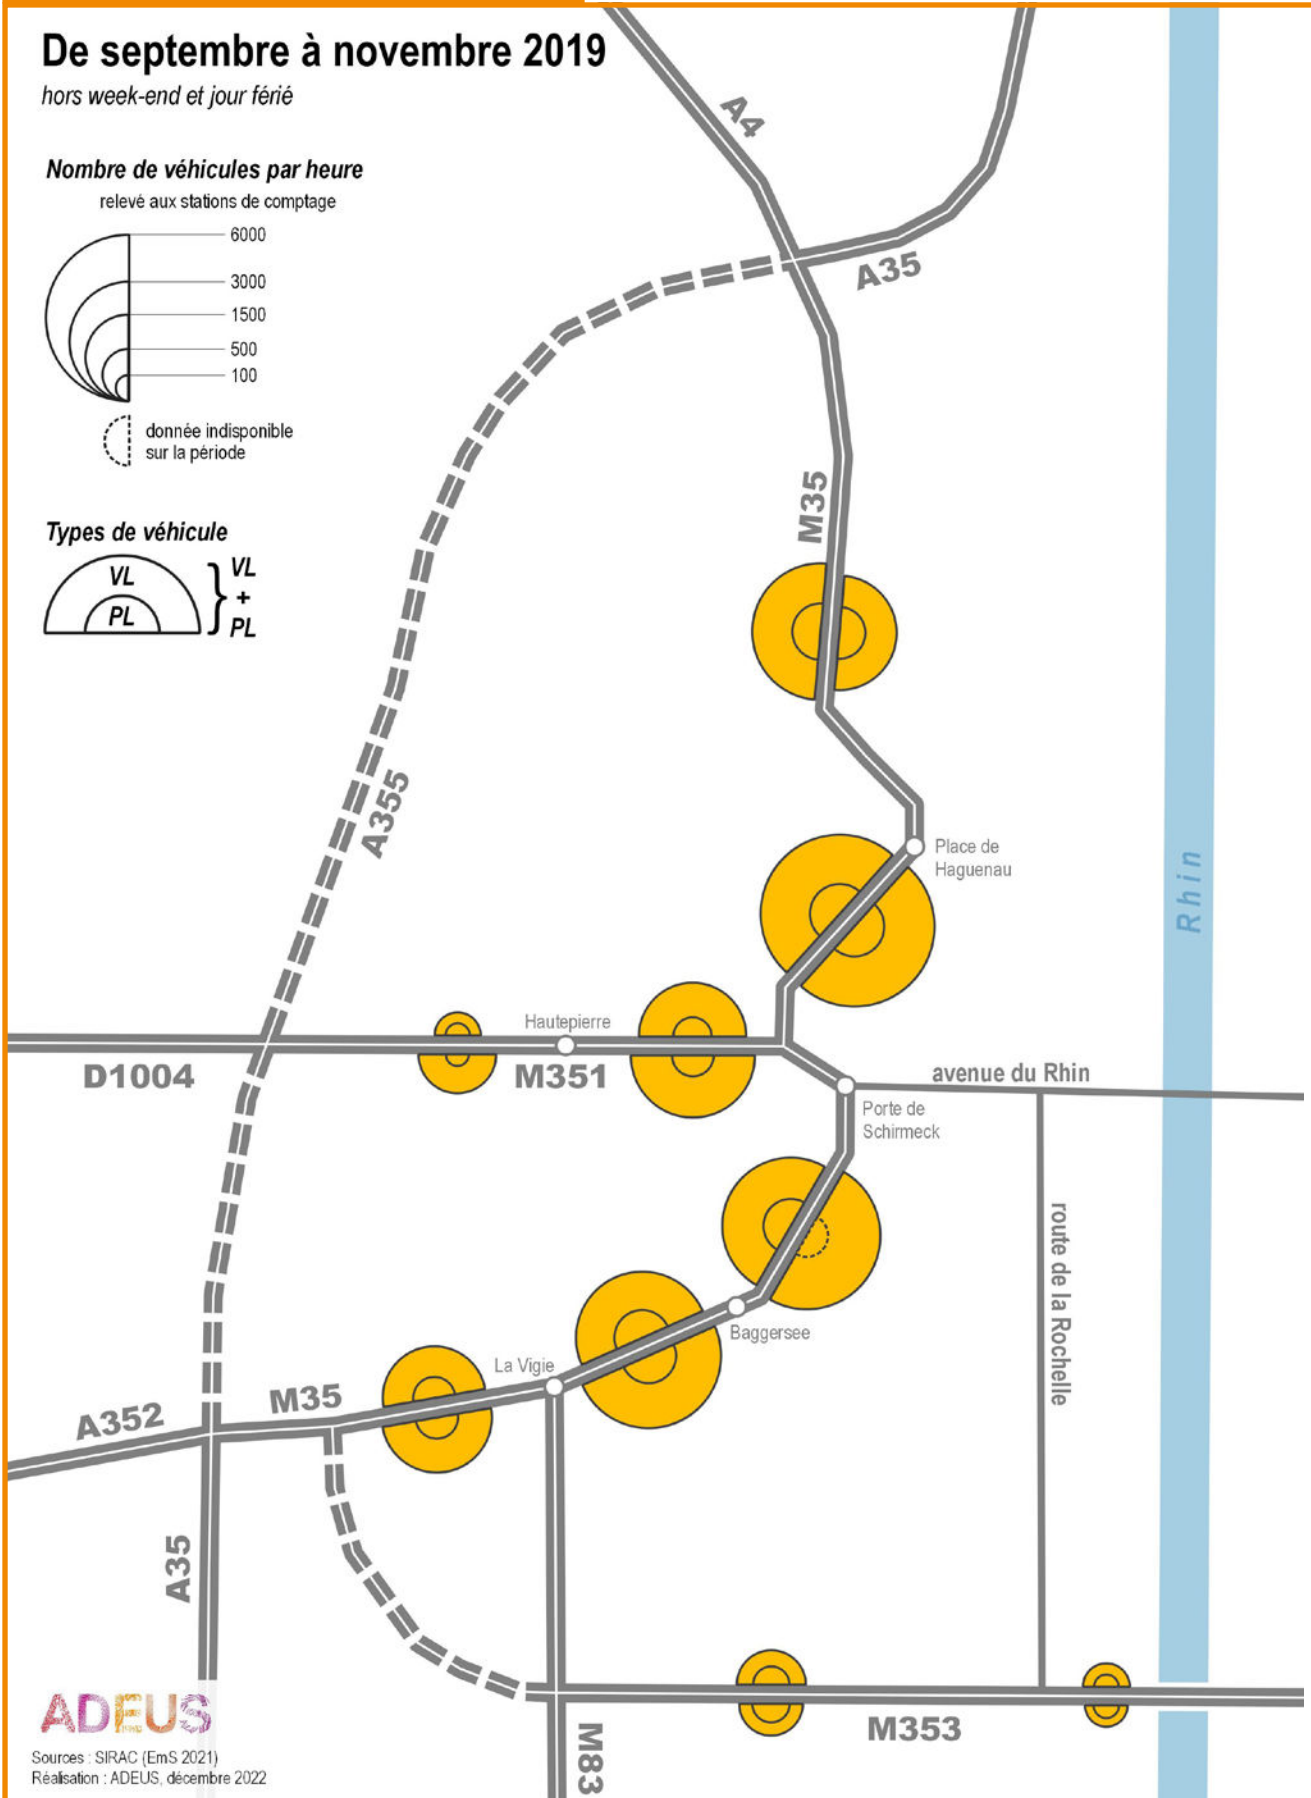 De septembre à novembre 2019
hors week-end et jour férié
Nombre de véhicules par heure
relevé aux stations de comptage
6000
3000
1500
500
100
donnée indisponible
sur la période
Types de véhicule
VL
PL
VL
+
PL
A4
A35
M35
A355
Place de
Haguenau
Rhin
Hautepierre
D1004
M351
avenue du Rhin
Porte de
Schirmeck
route de la Rochelle
Baggersee
La Vigie
M35
A352
A35
M353
M83
ADEUS
Sources : SIRAC (EmS 2021)
Réalisation : ADEUS, décembre 2022